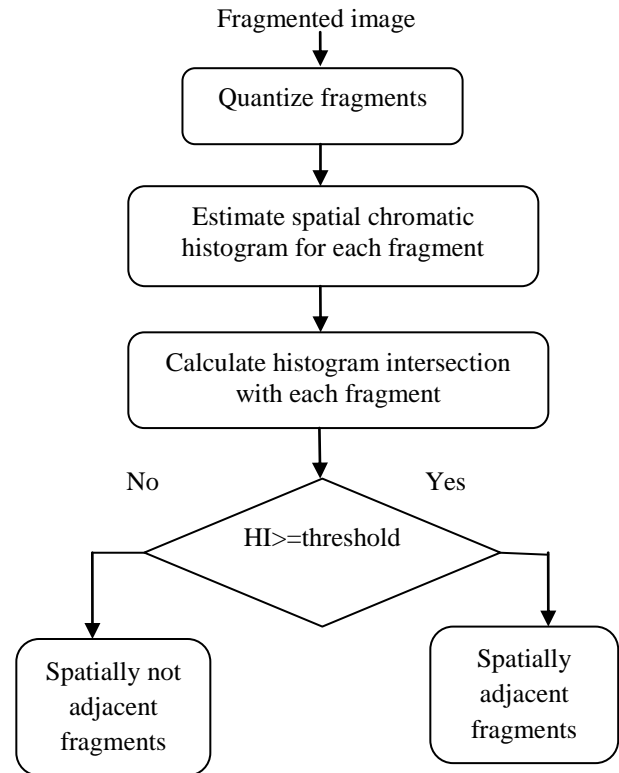 Fragmented image
Quantize fragments
Estimate spatial chromatic
histogram for each fragment
Calculate histogram intersection
with each fragment
No
Yes
HI>=threshold
Spatially not
adjacent
fragments
Spatially
adjacent
fragments